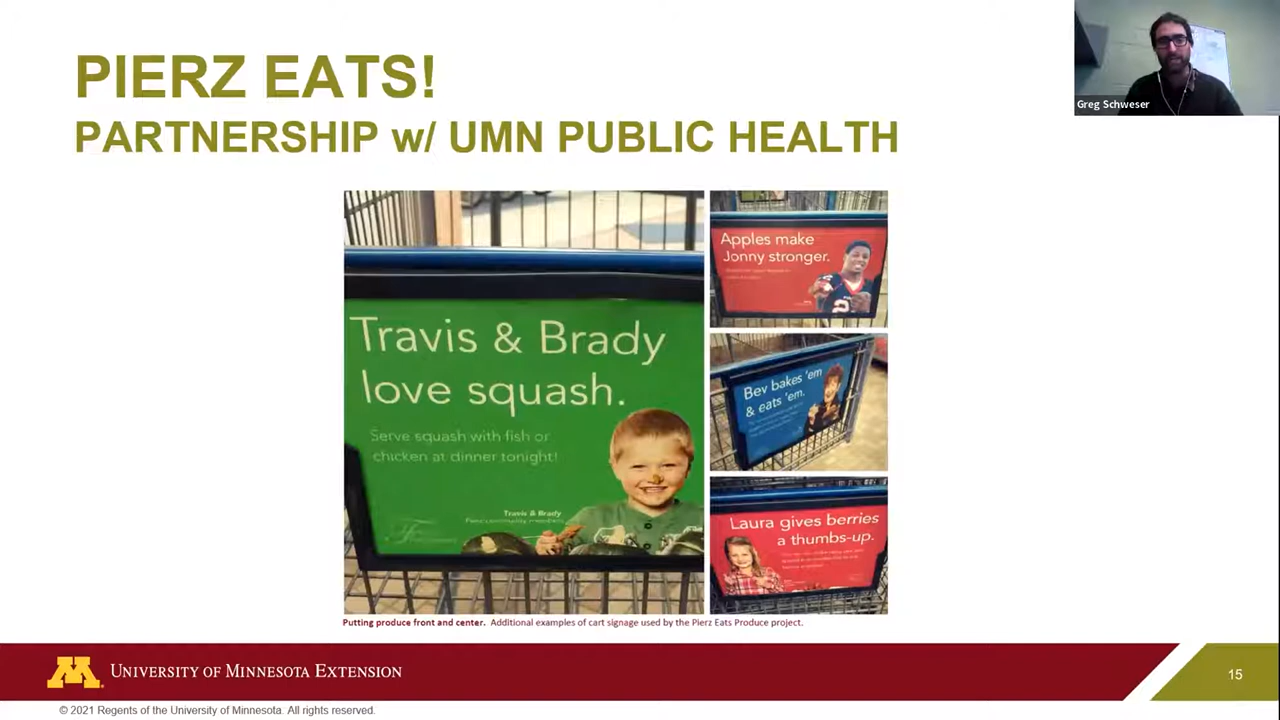 PIERZ EATS!
PARTNERSHIP w/ UMN PUBLIC HEALTH
Greg Schweser
Travis & Brady
love squash.
Serve squash with fish or
chicken at dinner tonight!
Travis & Brady
Apples make
Jonny stronger.
Bev bakes 'em
& eats 'em.
Laura gives berries
a thumbs-up.
Putting produce front and center. Additional examples of cart signage used by the Pierz Eats Produce project.
M
UNIVERSITY OF MINNESOTA EXTENSION
15
© 2021 Regents of the University of Minnesota. All rights reserved.